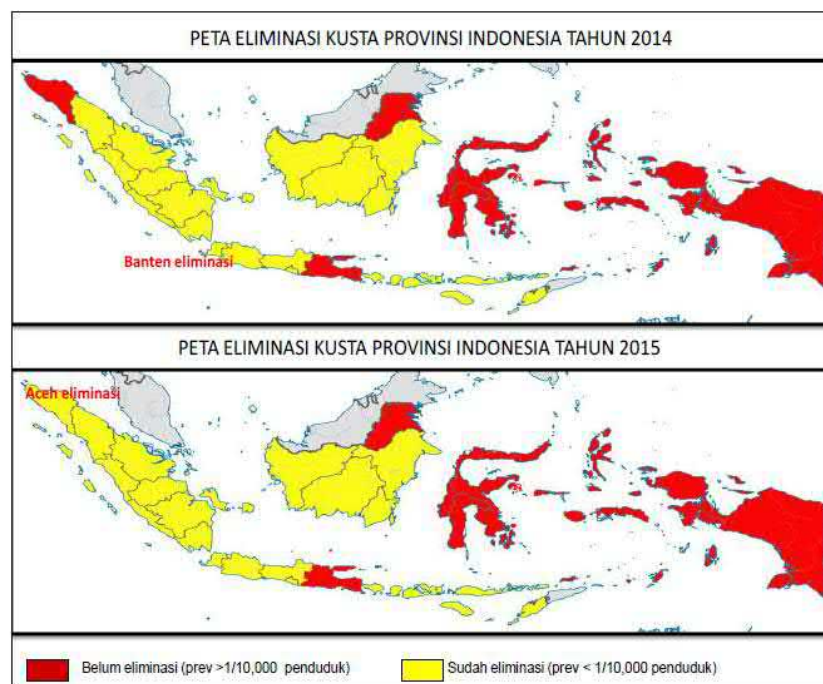 PETA ELIMINASI KUSTA PROVINSI INDONESIA TAHUN 2014
Banten eliminasi
PETA ELIMINASI KUSTA PROVINSI INDONESIA TAHUN 2015
Aceh eliminasi
Belum eliminasi (prev >1/10,000 penduduk)
Sudah eliminasi (prev < 1/10,000 penduduk)